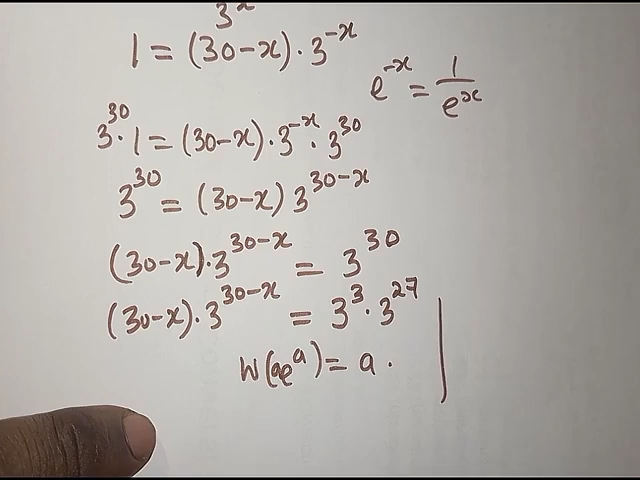 3^x
1 = (30-x) · 3^-x
e^-x = 1/e^x
3^30 · 1 = (30-x) · 3^-x · 3^30
3^30 = (30-x) 3^30-x
(30-x) · 3^30-x = 3^30
(30-x) · 3^30-x = 3^3 · 3^27
W(ae^a) = a ·